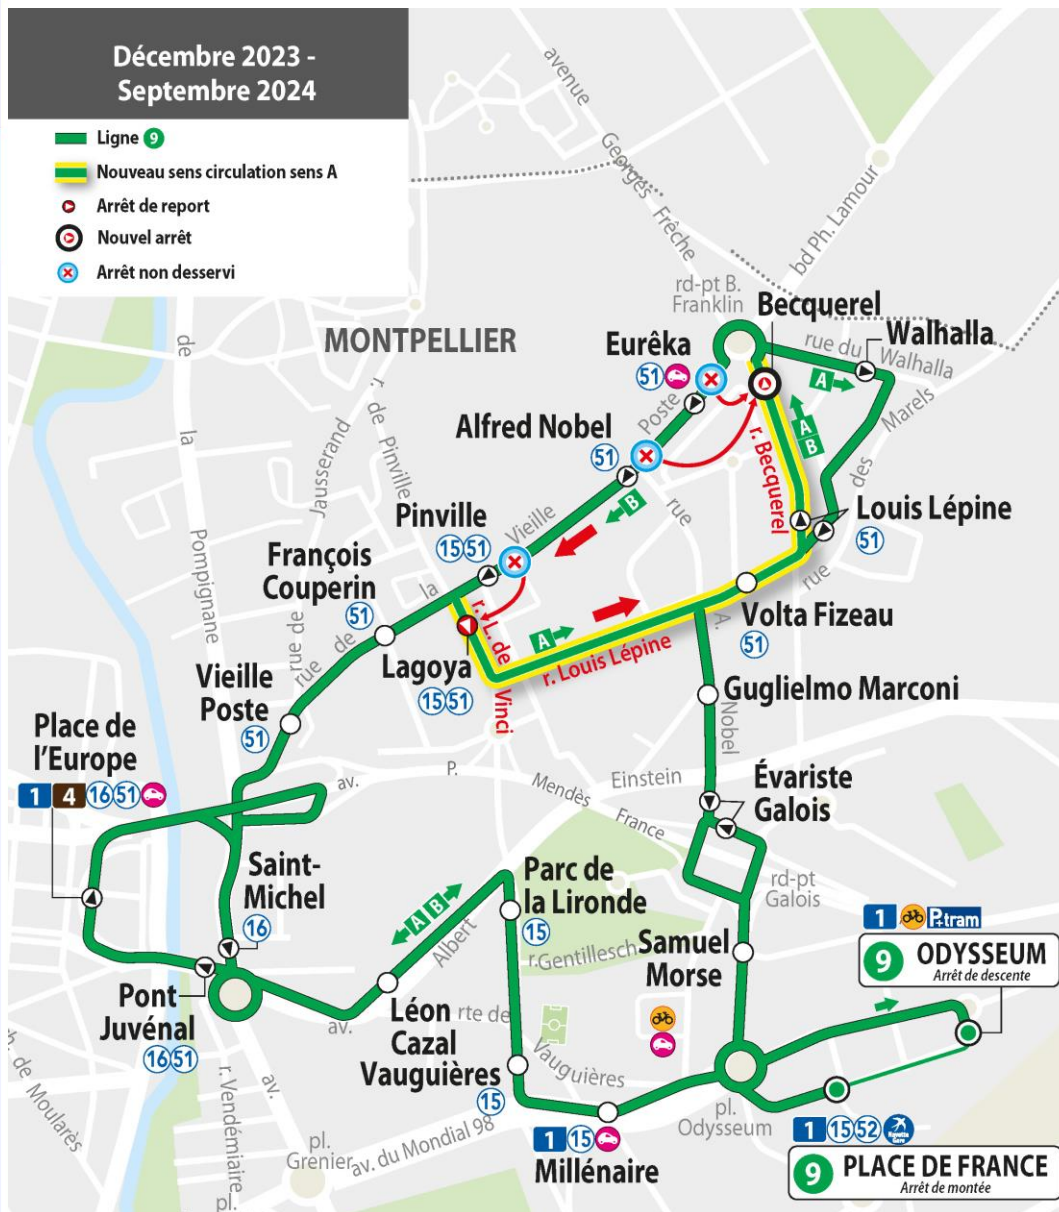 Décembre 2023 -
Septembre 2024
Ligne 9
Nouveau sens circulation sens A
Arrêt de report
Nouvel arrêt
Arrêt non desservi
MONTPELLIER
avenue
Georges
Frêche
bd Ph. Lamour
rd-pt B.
Franklin
Becquerel
Walhalla
rue du
Walhalla
Eurêka
51
A
Marels
des
rue
Poste
Alfred Nobel
51
A
B
r. Becquerel
Louis Lépine
51
rue
B
Vieille
Pinville
15 51
r.
de Pinville
Jausserand
rue de
de
la
Pompignane
François
Couperin
51
la
de
rue
r. L. de
Vinci
Lagoya
15 51
A
r. Louis Lépine
A.
Volta Fizeau
51
Vieille
Poste
51
Guglielmo Marconi
Nobel
Place de
l'Europe
1 4 16 51
av.
P.
Mendès
France
Einstein
Évariste
Galois
rd-pt
Galois
Saint-
Michel
16
A B
Albert
Parc de
la Lironde
15
r.Gentillesch
Samuel
Morse
1 P+tram
9 ODYSSEUM
Arrêt de descente
Pont
Juvénal
16 51
av.
Léon
Cazal
rte de
Vauguières
Vauguières
15
r.Vendémiaire
av.
de Moularès
pl.
Grenier
av. du Mondial 98
1 15
Millénaire
pl.
Odysseum
1 15 52
9 PLACE DE FRANCE
Arrêt de montée
pl.